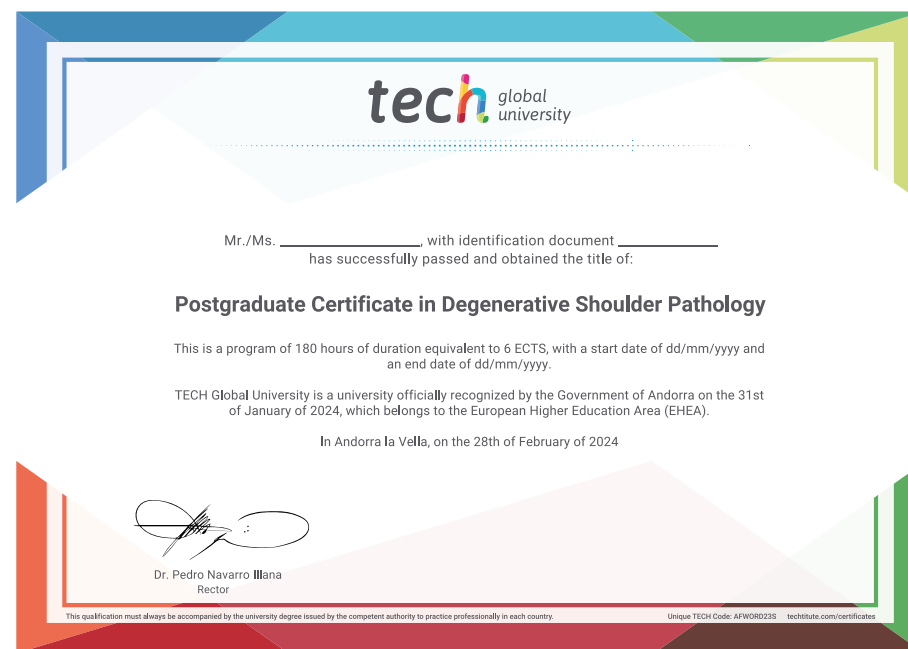 tech global university
Mr./Ms. ____________________, with identification document ______________
has successfully passed and obtained the title of:
Postgraduate Certificate in Degenerative Shoulder Pathology
This is a program of 180 hours of duration equivalent to 6 ECTS, with a start date of dd/mm/yyyy and
an end date of dd/mm/yyyy.
TECH Global University is a university officially recognized by the Government of Andorra on the 31st
of January of 2024, which belongs to the European Higher Education Area (EHEA).
In Andorra la Vella, on the 28th of February of 2024
Dr. Pedro Navarro Illana
Rector
This qualification must always be accompanied by the university degree issued by the competent authority to practice professionally in each country.
Unique TECH Code: AFWORD23S techtitute.com/certificates